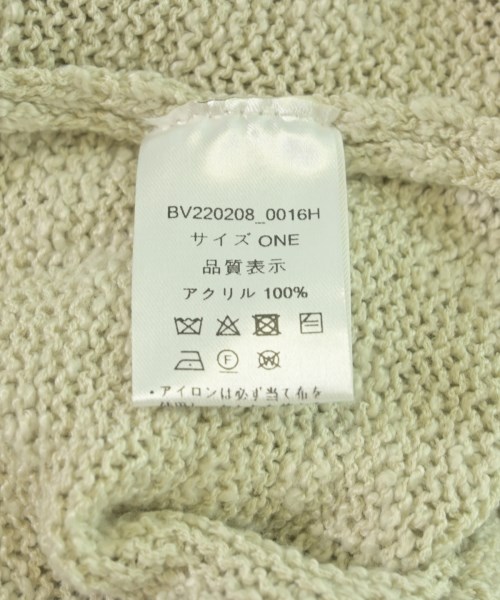 BV220208_0016H
サイズ ONE
品質表示
アクリル 100%
F
W
・アイロンは必ず当て布を